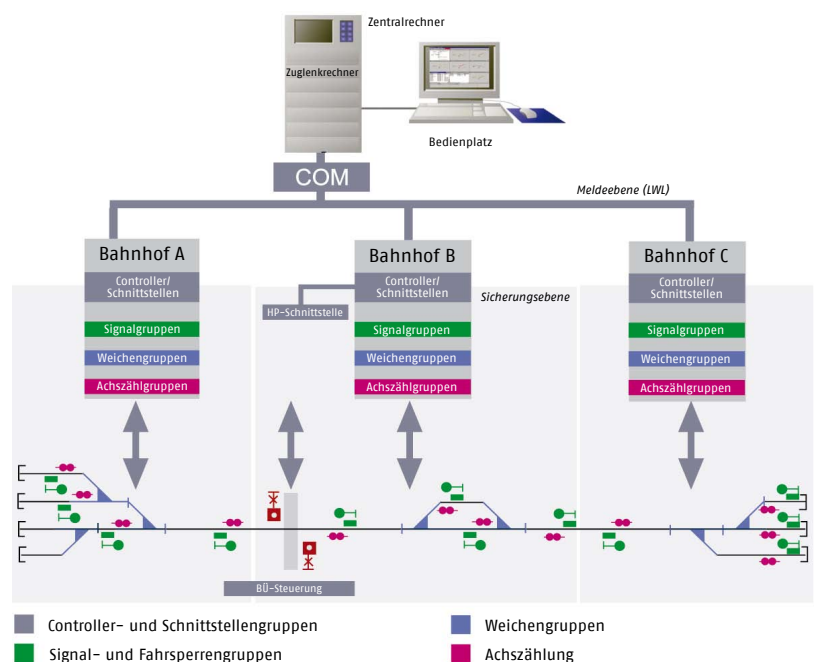 Zentralrechner
Zuglenkrechner
Bedienplatz
COM
Meldeebene (LWL)
Bahnhof A
Controller/
Schnittstellen
Signalgruppen
Weichengruppen
Achszählgruppen
Bahnhof B
Controller/
Schnittstellen
Signalgruppen
Weichengruppen
Achszählgruppen
Bahnhof C
Controller/
Schnittstellen
Signalgruppen
Weichengruppen
Achszählgruppen
HP-Schnittstelle
Sicherungsebene
BÜ-Steuerung
Controller- und Schnittstellengruppen
Weichengruppen
Signal- und Fahrsperrengruppen
Achszählung